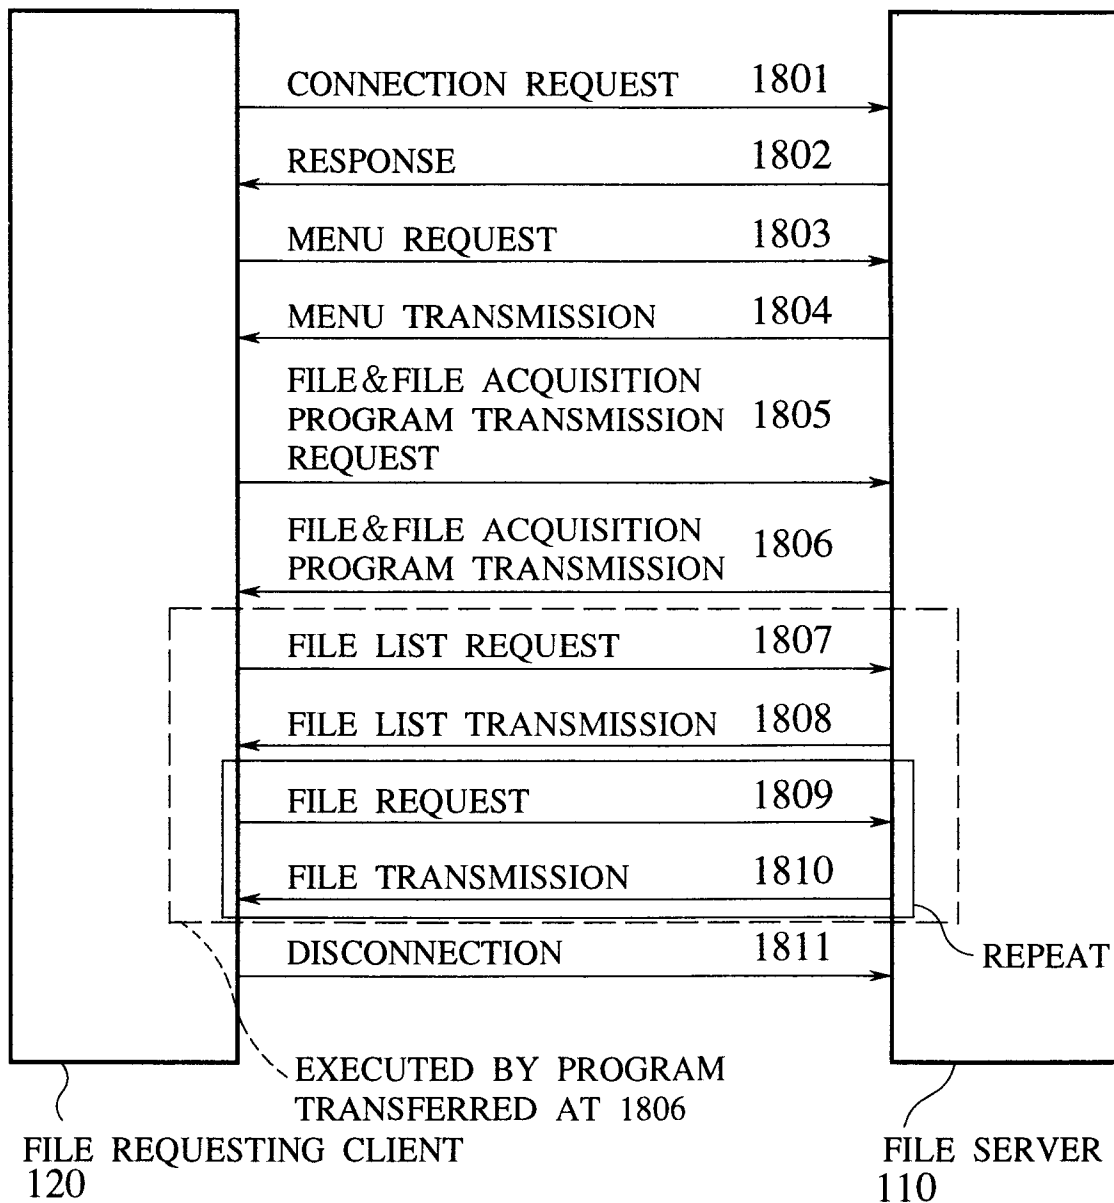 CONNECTION REQUEST 1801
RESPONSE 1802
MENU REQUEST 1803
MENU TRANSMISSION 1804
FILE&FILE ACQUISITION
PROGRAM TRANSMISSION 1805
REQUEST
FILE&FILE ACQUISITION
PROGRAM TRANSMISSION 1806
FILE LIST REQUEST 1807
FILE LIST TRANSMISSION 1808
FILE REQUEST 1809
FILE TRANSMISSION 1810
DISCONNECTION 1811
REPEAT
EXECUTED BY PROGRAM
TRANSFERRED AT 1806
FILE REQUESTING CLIENT
120
FILE SERVER
110